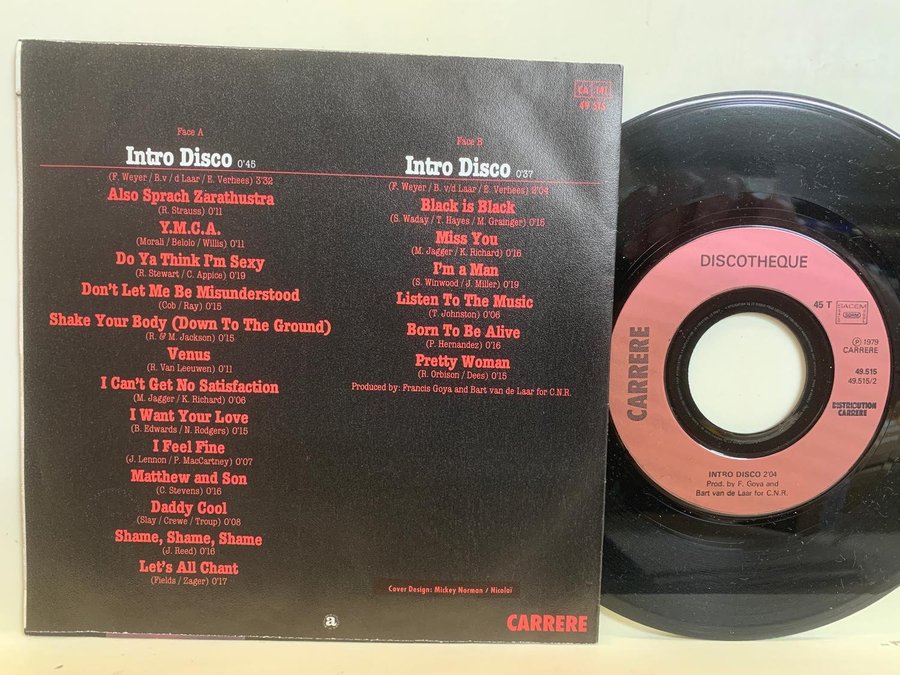 CA 141
49 515
Face A
Intro Disco 0'45
(F. Weyer / B.v / d Laar / E. Verhees) 3'32
Also Sprach Zarathustra
(R. Strauss) 0'11
Y.M.C.A.
(Morali / Belolo / Willis) 0'11
Do Ya Think I'm Sexy
(R. Stewart / C. Appice) 0'19
Don't Let Me Be Misunderstood
(Cob / Ray) 0'15
Shake Your Body (Down To The Ground)
(R. & M. Jackson) 0'15
Venus
(R. Van Leeuwen) 0'11
I Can't Get No Satisfaction
(M. Jagger / K. Richard) 0'06
I Want Your Love
(B. Edwards / N. Rodgers) 0'15
I Feel Fine
(J. Lennon / P. MacCartney) 0'07
Matthew and Son
(C. Stevens) 0'16
Daddy Cool
(Slay / Crewe / Troup) 0'08
Shame, Shame, Shame
(J. Reed) 0'16
Let's All Chant
(Fields / Zager) 0'17
Face B
Intro Disco 0'37
(F. Weyer / B. v/d Laar / E. Verhees) 2'04
Black is Black
(S. Waday / T. Hayes / M. Grainger) 0'16
Miss You
(M. Jagger / K. Richard) 0'15
I'm a Man
(S. Winwood / J. Miller) 0'19
Listen To The Music
(T. Johnston) 0'06
Born To Be Alive
(P. Hernandez) 0'16
Pretty Woman
(R. Orbison / Dees) 0'15
Produced by: Francis Goya and Bart van de Laar for C.N.R.
Cover Design: Mickey Norman / Nicolaï
a
CARRERE
DISCOTHEQUE
CARRERE
45 T
SACEM
℗ 1979
CARRERE
49.515
49.515/2
DISTRIBUTION
CARRERE
INTRO DISCO 2'04
Prod. by F. Goya and
Bart van de Laar for C.N.R.